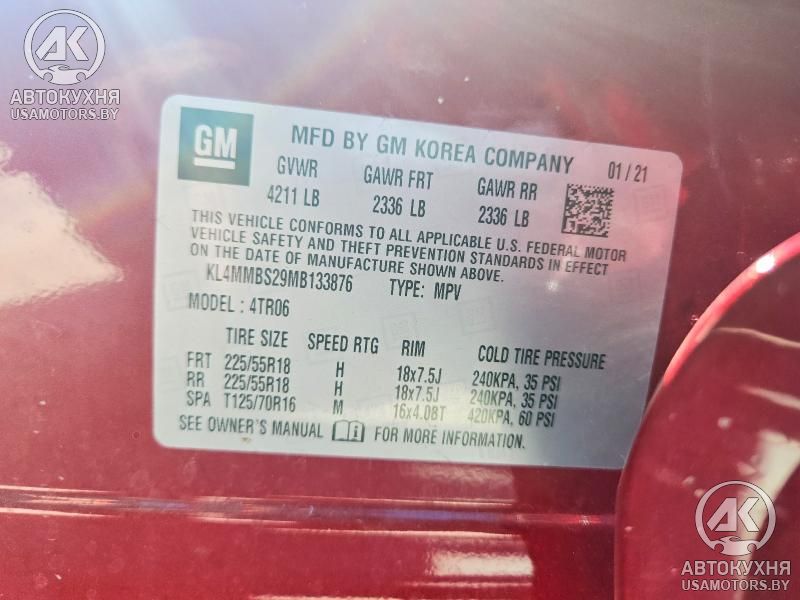 AK
АВТОКУХНЯ
USAMOTORS.BY
GM
MFD BY GM KOREA COMPANY 01 / 21
GVWR GAWR FRT GAWR RR
4211 LB 2336 LB 2336 LB
THIS VEHICLE CONFORMS TO ALL APPLICABLE U.S. FEDERAL MOTOR
VEHICLE SAFETY AND THEFT PREVENTION STANDARDS IN EFFECT
ON THE DATE OF MANUFACTURE SHOWN ABOVE.
KL4MMBS29MB133876 TYPE: MPV
MODEL : 4TR06
TIRE SIZE SPEED RTG RIM COLD TIRE PRESSURE
FRT 225/55R18 H 18x7.5J 240KPA, 35 PSI
RR 225/55R18 H 18x7.5J 240KPA, 35 PSI
SPA T125/70R16 M 16x4.0BT 420KPA, 60 PSI
SEE OWNER'S MANUAL FOR MORE INFORMATION.
AK
АВТОКУХНЯ
USAMOTORS.BY